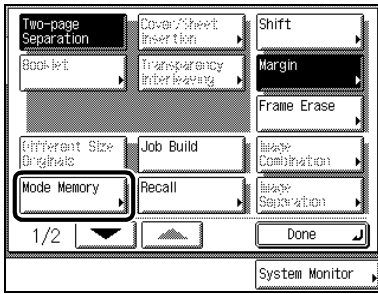 Two-page
Separation
Cover/Sheet
Insertion
Shift
Booklet
Transparency
Interleaving
Margin
Frame Erase
Different Size
Originals
Job Build
Image
Combination
Mode Memory
Recall
Image
Separation
1/2
Done
System Monitor